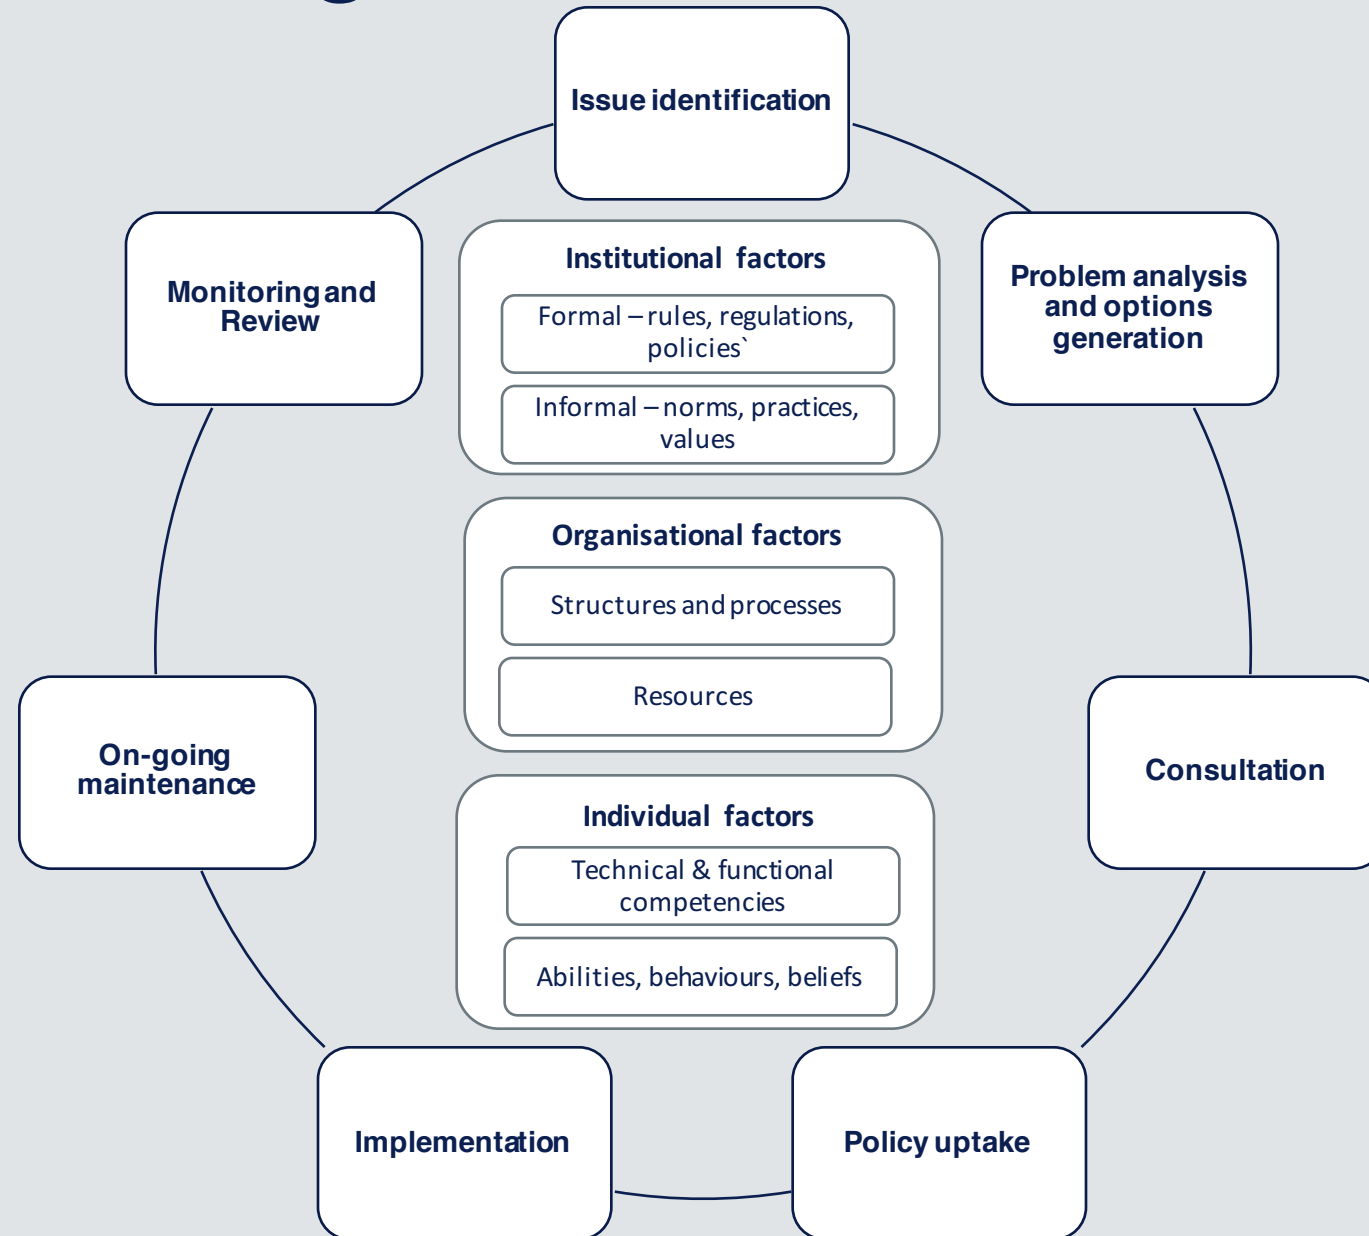 Issue identification
Problem analysis
and options
generation
Consultation
Policy uptake
Implementation
On-going
maintenance
Monitoring and
Review
Institutional factors
Formal – rules, regulations,
policies`
Informal – norms, practices,
values
Organisational factors
Structures and processes
Resources
Individual factors
Technical & functional
competencies
Abilities, behaviours, beliefs